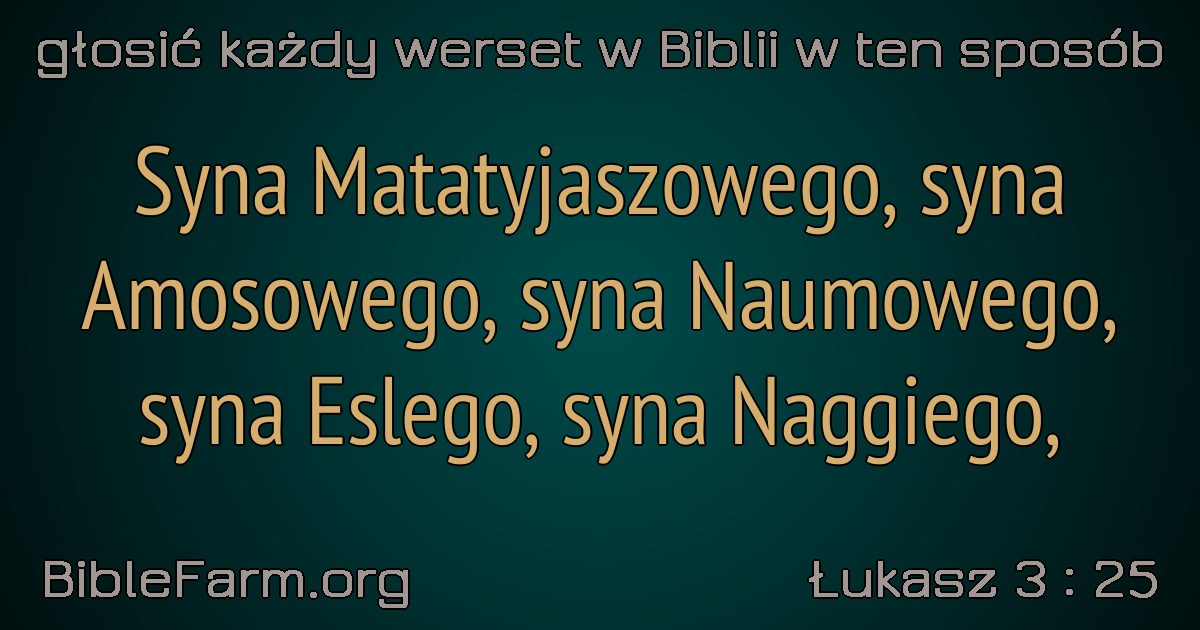 głosić każdy werset w Biblii w ten sposób
Syna Matatyjaszowego, syna
Amosowego, syna Naumowego,
syna Eslego, syna Naggiego,
BibleFarm.org
Łukasz 3 : 25